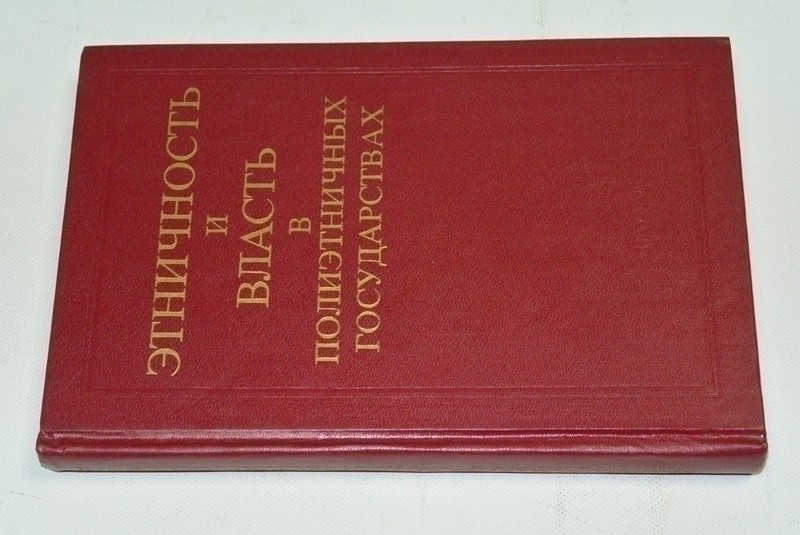 ЭТНИЧНОСТЬ
И
ВЛАСТЬ
В
ПОЛИЭТНИЧНЫХ
ГОСУДАРСТВАХ